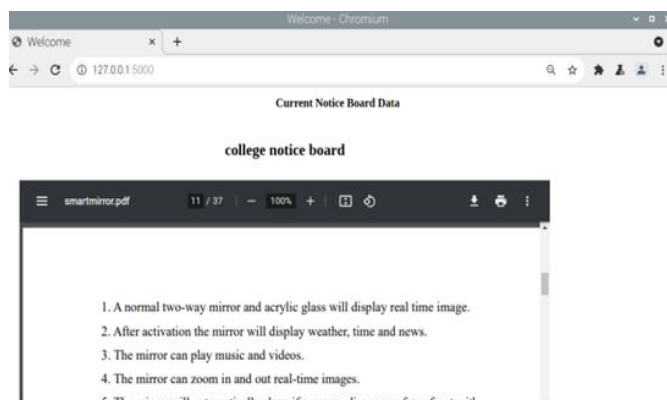 Welcome - Chromium
Welcome
127.0.0.1:5000
Current Notice Board Data
college notice board
smartmirror.pdf 11 / 37 100%
1. A normal two-way mirror and acrylic glass will display real time image.
2. After activation the mirror will display weather, time and news.
3. The mirror can play music and videos.
4. The mirror can zoom in and out real-time images.